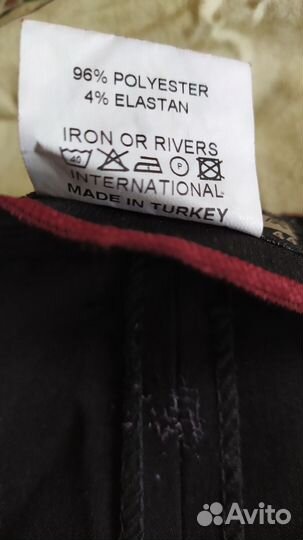 96% POLYESTER
4% ELASTAN
IRON OR RIVERS
40 P
INTERNATIONAL
MADE IN TURKEY
Avito